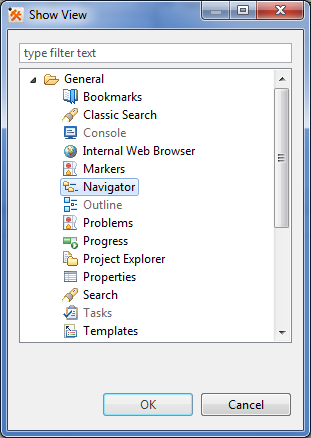 Show View
type filter text
General
Bookmarks
Classic Search
Console
Internal Web Browser
Markers
Navigator
Outline
Problems
Progress
Project Explorer
Properties
Search
Tasks
Templates
OK
Cancel